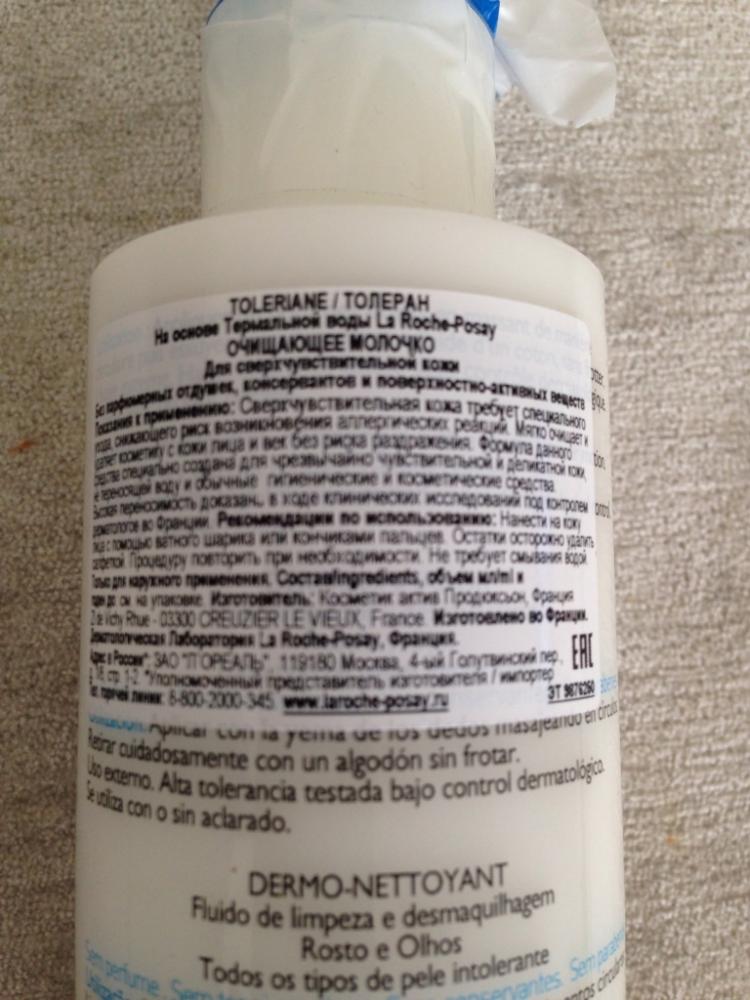 TOLERIANE / ТОЛЕРАН
На основе Термальной воды La Roche-Posay
ОЧИЩАЮЩЕЕ МОЛОЧКО
Для сверхчувствительной кожи
Без парфюмерных отдушек, консервантов и поверхностно-активных веществ
Показания к применению: Сверхчувствительная кожа требует специального
ухода, снижающего риск возникновения аллергических реакций. Мягко очищает и
удаляет косметику с кожи лица и век без риска раздражения. Формула данного
средства специально создана для чрезвычайно чувствительной и деликатной кожи,
не переносящей воду и обычные гигиенические и косметические средства.
Высокая переносимость доказана в ходе клинических исследований под контролем
дерматологов во Франции. Рекомендации по использованию: Нанести на кожу
лица с помощью ватного шарика или кончиками пальцев. Остатки осторожно удалить
салфеткой. Процедуру повторить при необходимости. Не требует смывания водой.
Только для наружного применения. Состав/ingredients, объем мл/ml и
годен до см. на упаковке. Изготовитель: Косметик актив Продюксьон, Франция
ZI de Vichy Rhue - 03300 CREUZIER LE VIEUX, France. Изготовлено во Франции.
Дерматологическая Лаборатория La Roche-Posay, Франция.
Адрес в России*: ЗАО "Л'ОРЕАЛЬ", 119180 Москва, 4-ый Голутвинский пер.,
стр. 1-2. *Уполномоченный представитель изготовителя / импортер
Тел. горячей линии: 8-800-2000-345. www.laroche-posay.ru
EAC
ЭТ 9876260
Aplicar con la yema de los dedos masajeando en círculos.
Retirar cuidadosamente con un algodón sin frotar.
Uso externo. Alta tolerancia testada bajo control dermatológico.
Se utiliza con o sin aclarado.
DERMO-NETTOYANT
Fluido de limpeza e desmaquilhagem
Rosto e Olhos
Todos os tipos de pele intolerante
Sem perfume. Sem conservantes. Sem